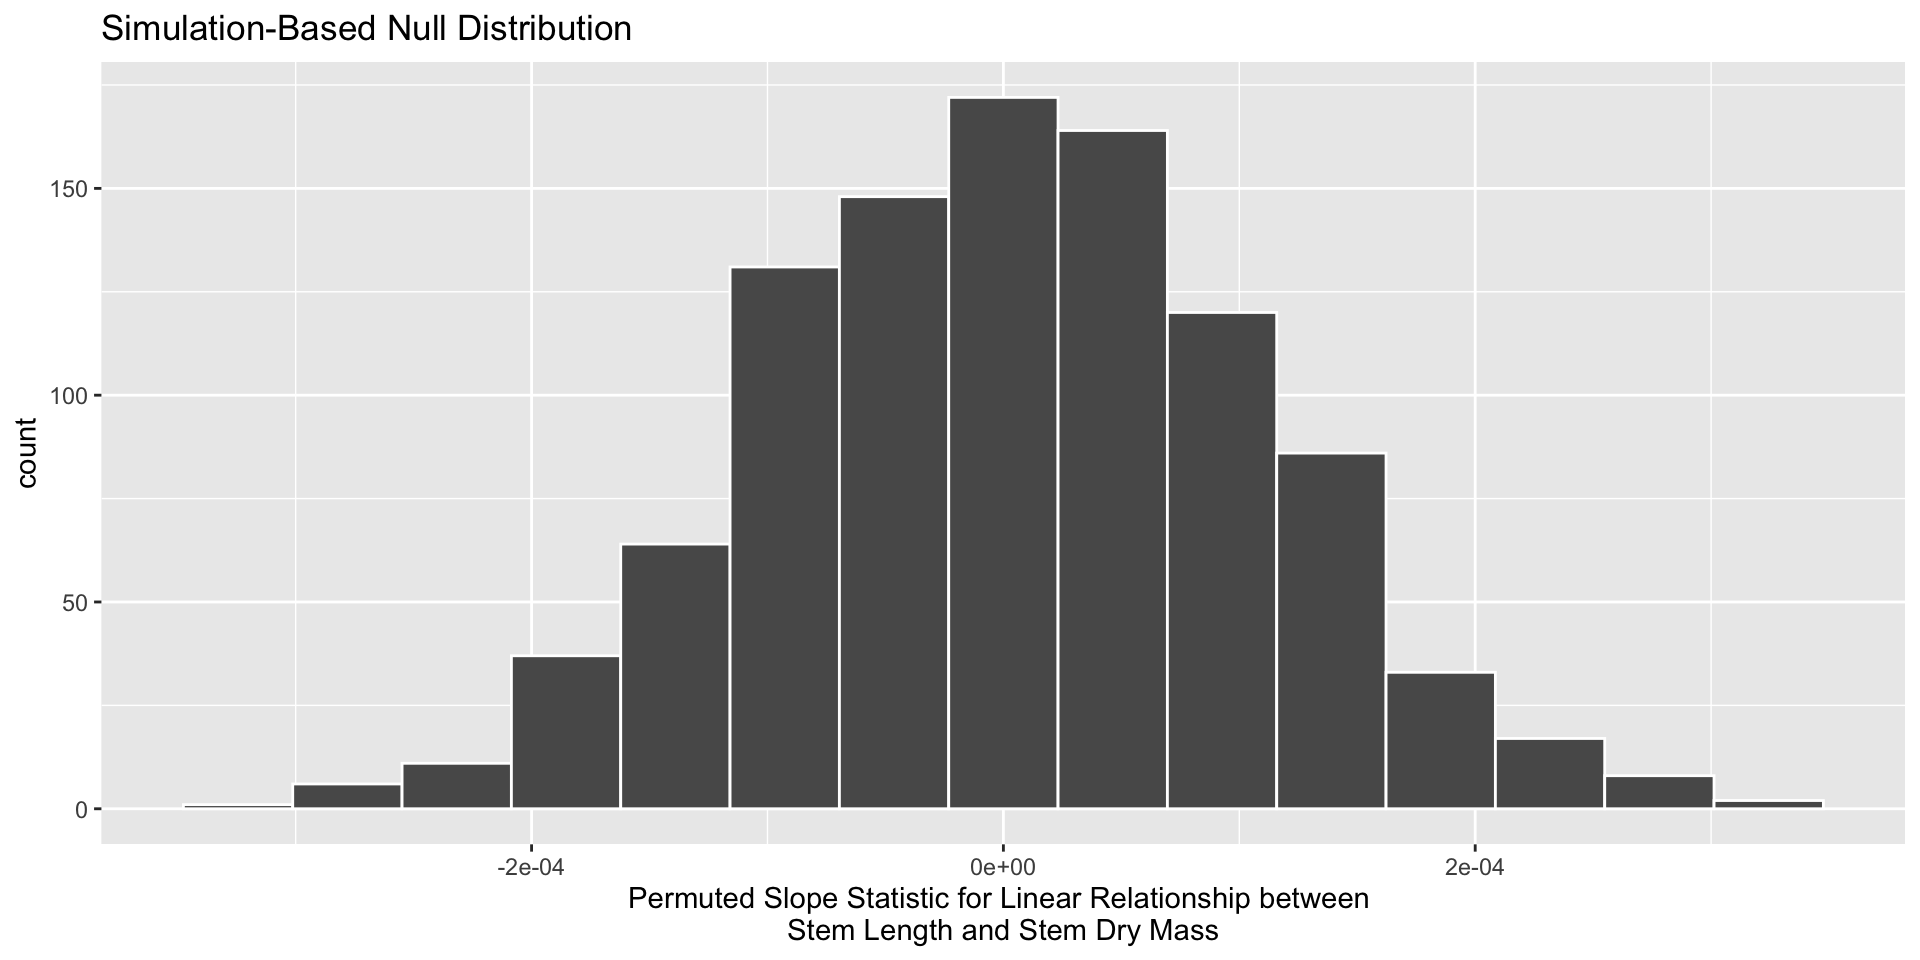 Simulation-Based Null Distribution
150
100
50
0
count
-2e-04 0e+00 2e-04
Permuted Slope Statistic for Linear Relationship between
Stem Length and Stem Dry Mass